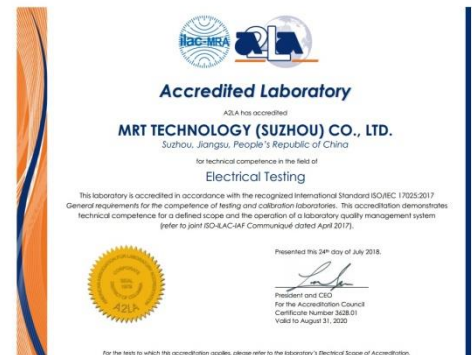 ilac-MRA
A2LA
Accredited Laboratory
A2LA has accredited
MRT TECHNOLOGY (SUZHOU) CO., LTD.
Suzhou, Jiangsu, People's Republic of China
for technical competence in the field of
Electrical Testing
This laboratory is accredited in accordance with the recognized International Standard ISO/IEC 17025:2017
General requirements for the competence of testing and calibration laboratories. This accreditation demonstrates
technical competence for a defined scope and the operation of a laboratory quality management system
(refer to joint ISO-ILAC-IAF Communiqué dated April 2017).
Presented this 24th day of July 2018.
President and CEO
For the Accreditation Council
Certificate Number 3628.01
Valid to August 31, 2020
SEAL
A2LA
For the tests to which this accreditation applies, please refer to the laboratory's Electrical Scope of Accreditation.